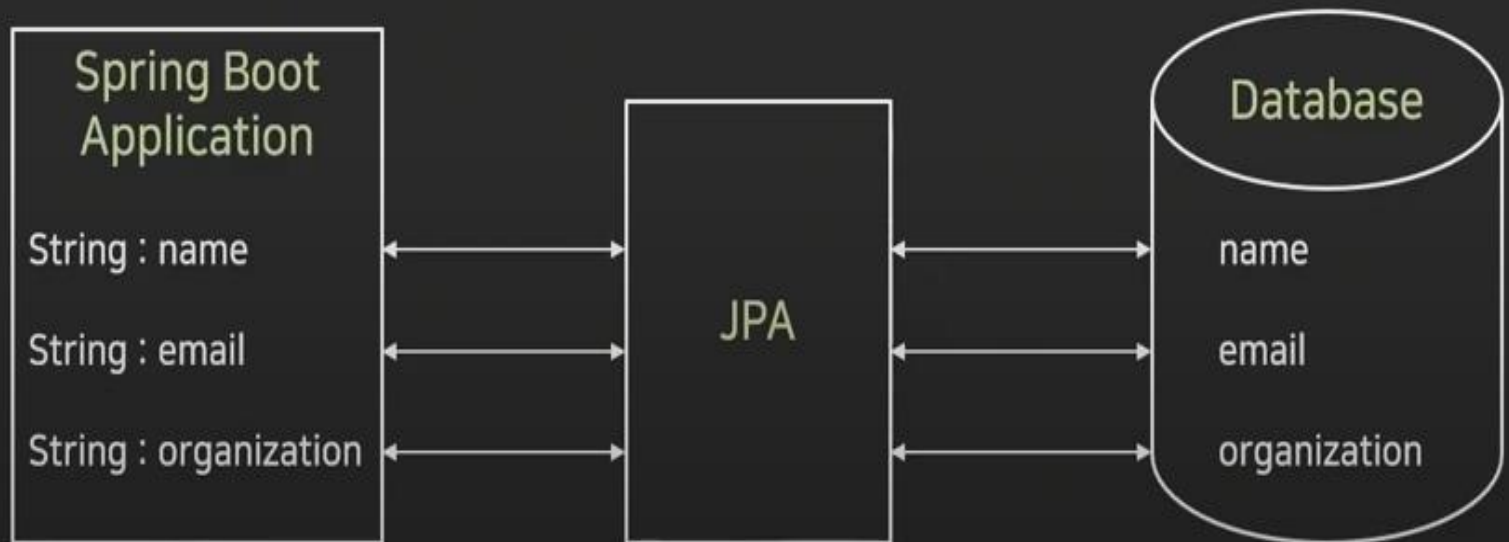 Spring Boot
Application
String : name
String : email
String : organization
JPA
Database
name
email
organization